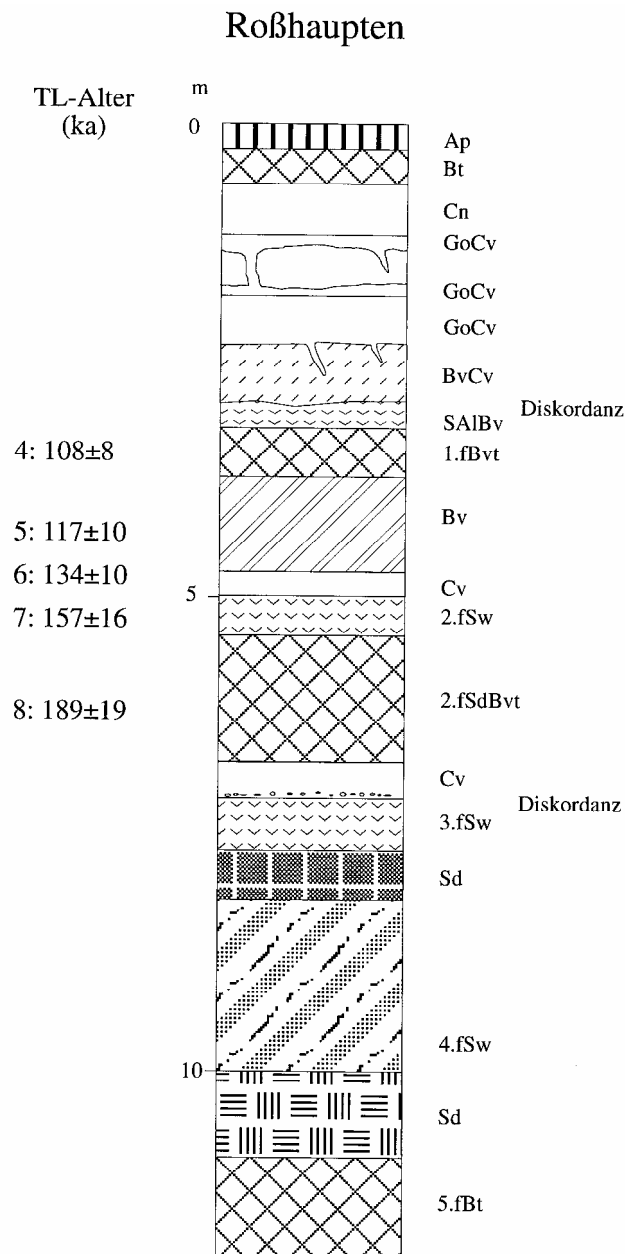 Roßhaupten
TL-Alter
(ka)
m
0
Ap
Bt
Cn
GoCv
GoCv
GoCv
BvCv
Diskordanz
SAlBv
4: 108±8
1.fBvt
Bv
5: 117±10
6: 134±10
Cv
5
7: 157±16
2.fSw
8: 189±19
2.fSdBvt
Cv
Diskordanz
3.fSw
Sd
4.fSw
10
Sd
5.fBt